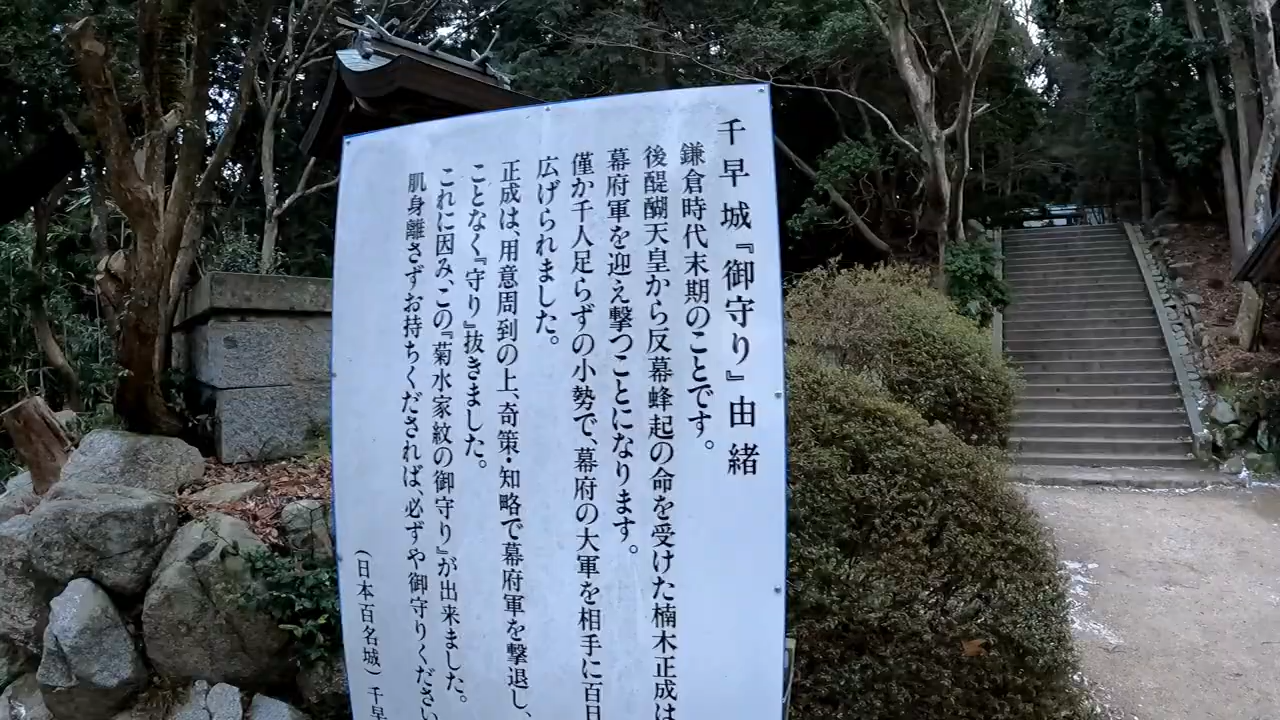 千早城『御守り』由緒
鎌倉時代末期のことです。
後醍醐天皇から反幕蜂起の命を受けた楠木正成は
幕府軍を迎え撃つことになります。
僅か千人足らずの小勢で、幕府の大軍を相手に百日
広げられました。
正成は、用意周到の上、奇策・知略で幕府軍を撃退し、
ことなく『守り』抜きました。
これに因み、この『菊水家紋の御守り』が出来ました。
肌身離さずお持ちくだされば、必ずや御守りください
(日本百名城) 千早